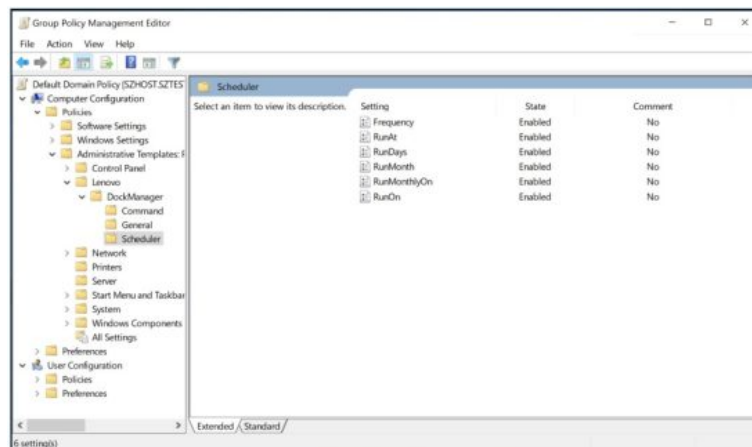 Group Policy Management Editor
File Action View Help
Default Domain Policy [SZHOST.SZTES
Computer Configuration
Policies
Software Settings
Windows Settings
Administrative Templates: P
Control Panel
Lenovo
DockManager
Command
General
Scheduler
Network
Printers
Server
Start Menu and Taskbar
System
Windows Components
All Settings
Preferences
User Configuration
Policies
Preferences
Scheduler
Select an item to view its description.
Setting State Comment
Frequency Enabled No
RunAt Enabled No
RunDays Enabled No
RunMonth Enabled No
RunMonthlyOn Enabled No
RunOn Enabled No
Extended Standard
6 setting(s)